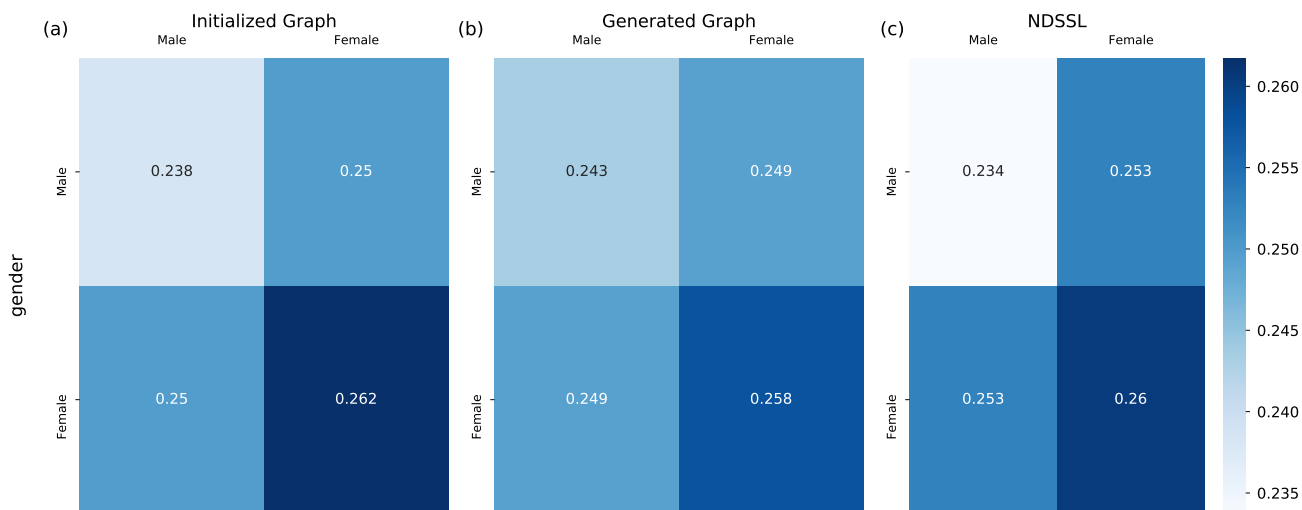 (a) Initialized Graph
Male Female
(b) Generated Graph
Male Female
(c) NDSSL
Male Female
gender
Male 0.238 0.25
Female 0.25 0.262
Male 0.243 0.249
Female 0.249 0.258
Male 0.234 0.253
Female 0.253 0.26
0.260
0.255
0.250
0.245
0.240
0.235